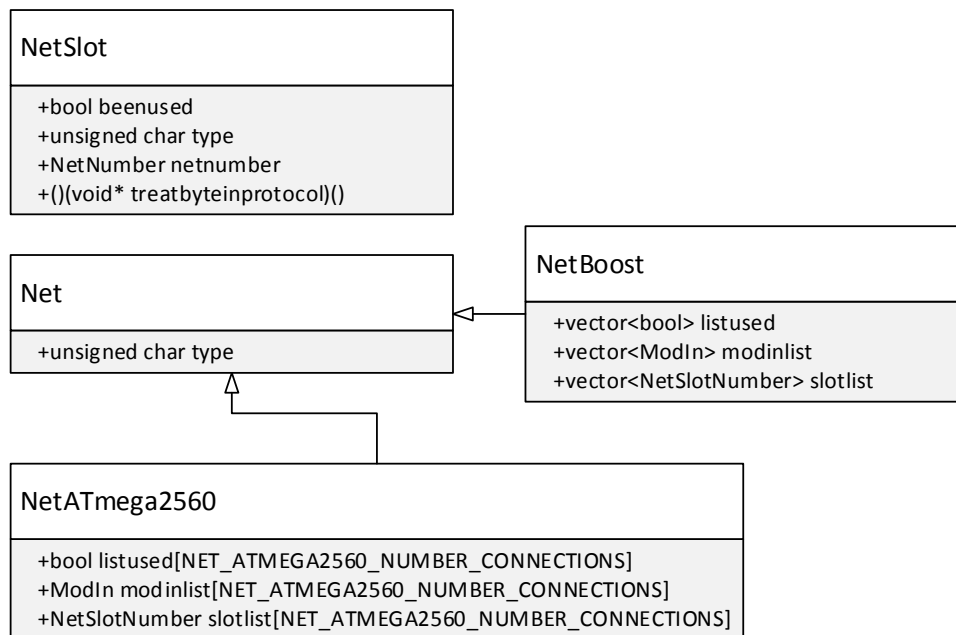 NetSlot
+bool beenused
+unsigned char type
+NetNumber netnumber
+()(void* treatbyteinprotocol)()
Net
+unsigned char type
NetBoost
+vector<bool> listused
+vector<ModIn> modinlist
+vector<NetSlotNumber> slotlist
NetATmega2560
+bool listused[NET_ATMEGA2560_NUMBER_CONNECTIONS]
+ModIn modinlist[NET_ATMEGA2560_NUMBER_CONNECTIONS]
+NetSlotNumber slotlist[NET_ATMEGA2560_NUMBER_CONNECTIONS]